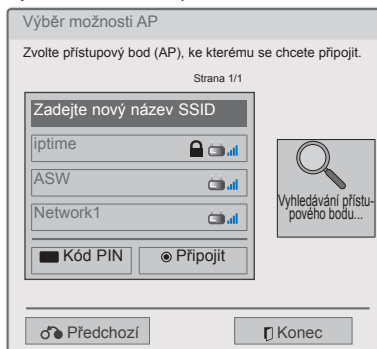 Výběr možnosti AP
Zvolte přístupový bod (AP), ke kterému se chcete připojit.
Strana 1/1
Zadejte nový název SSID
iptime
ASW
Network1
Kód PIN
Připojit
Vyhledávání přístu-
pového bodu...
Předchozí
Konec